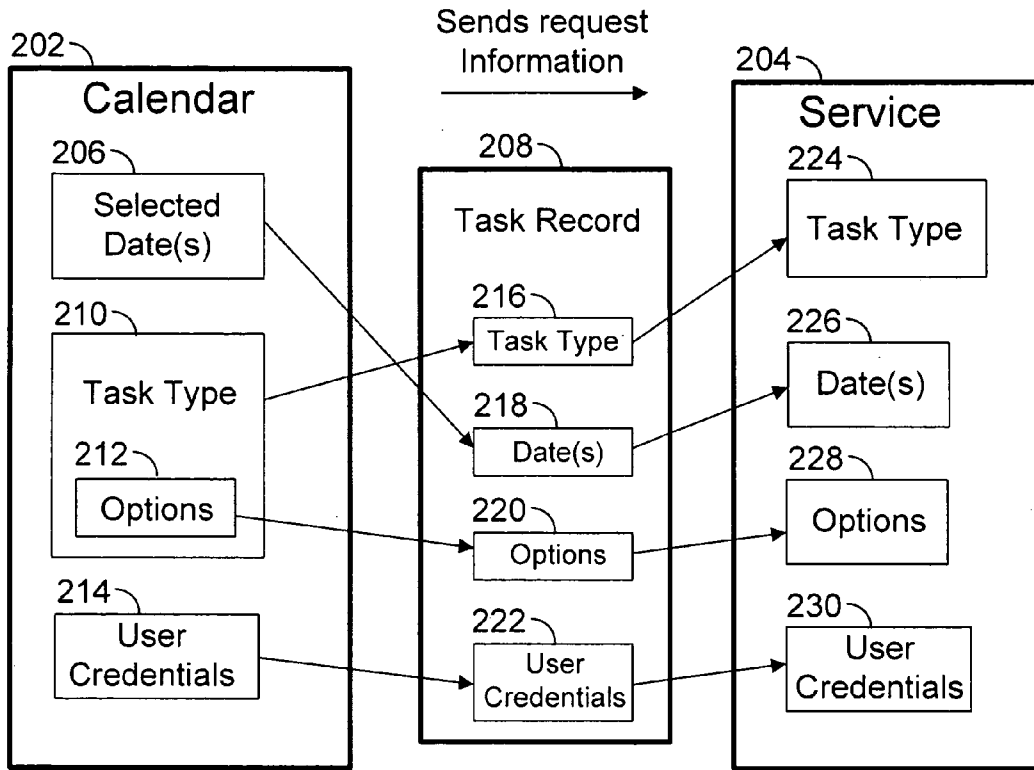 Sends request
Information
202
Calendar
206
Selected
Date(s)
210
Task Type
212
Options
214
User
Credentials
208
Task Record
216
Task Type
218
Date(s)
220
Options
222
User
Credentials
204
Service
224
Task Type
226
Date(s)
228
Options
230
User
Credentials